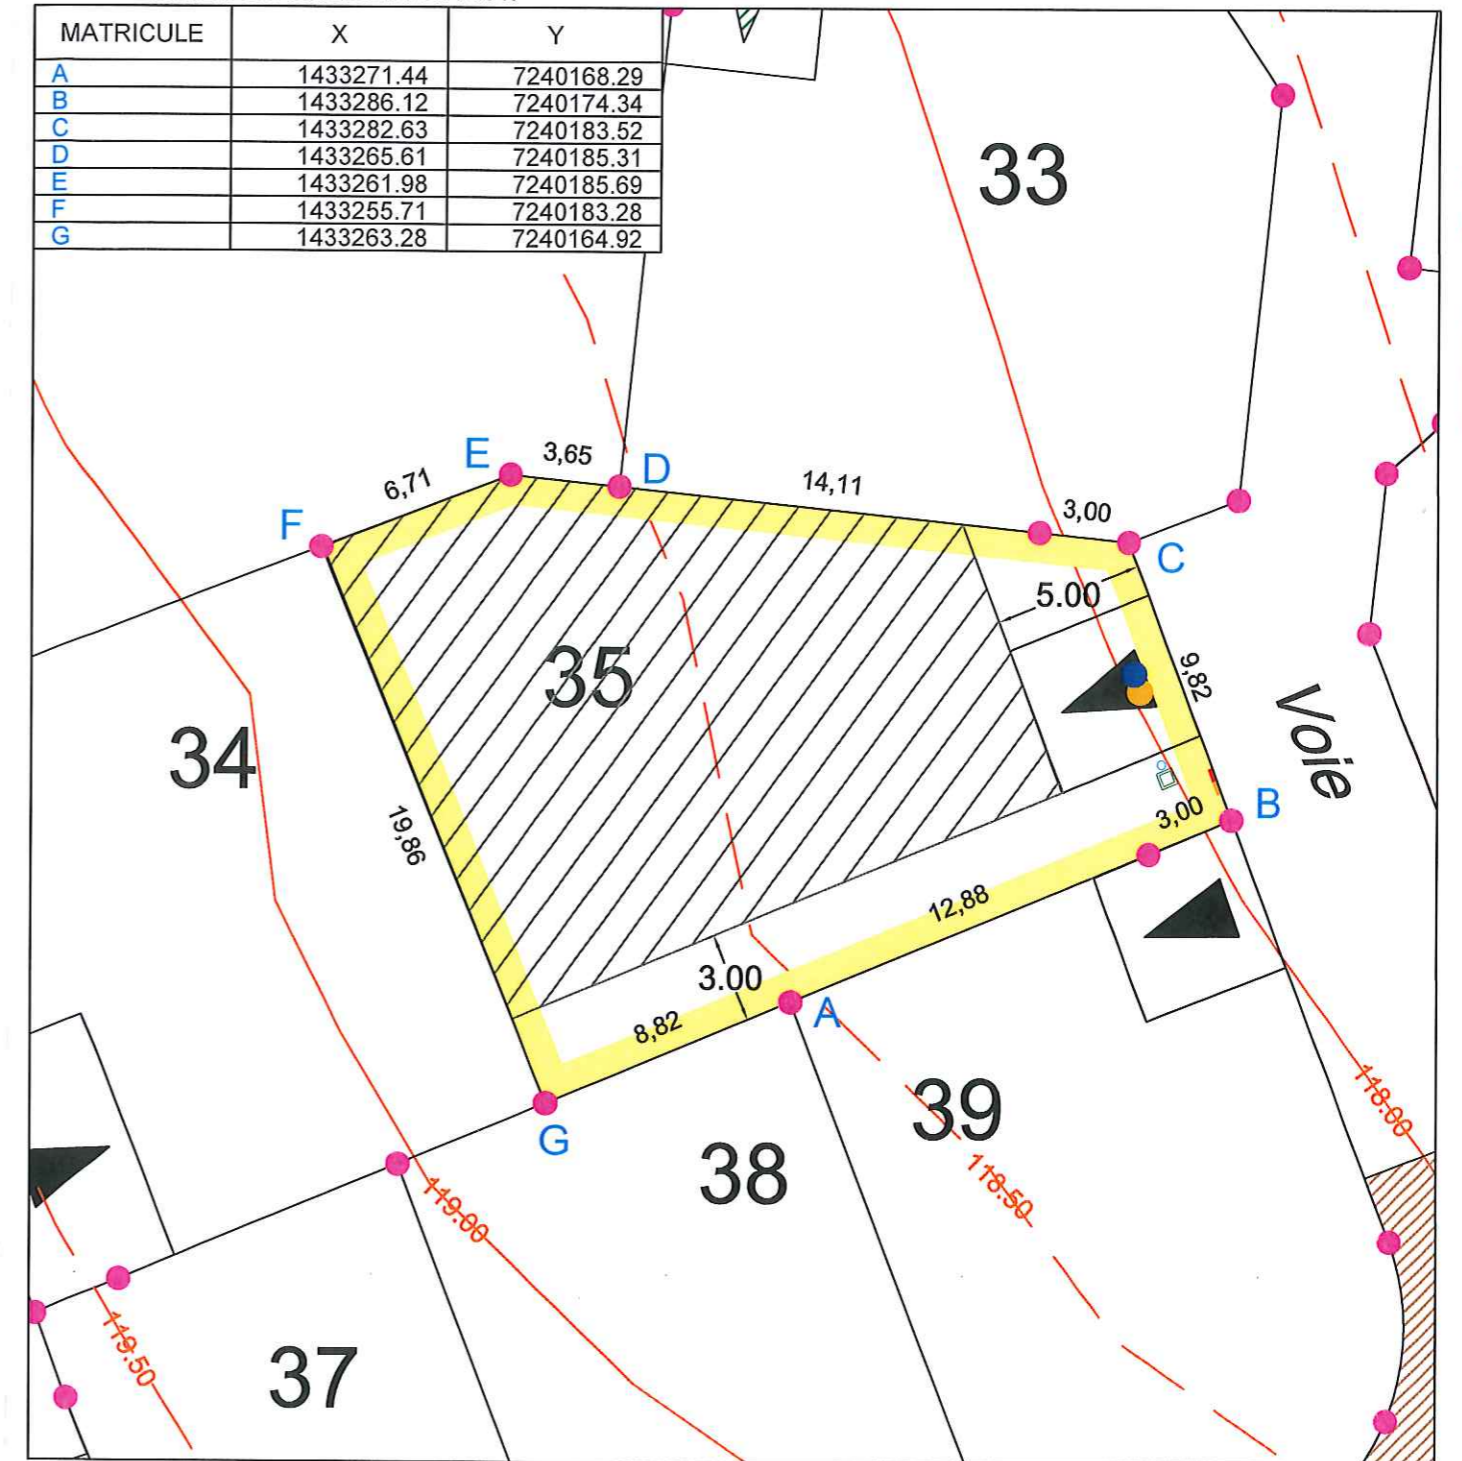 MATRICULE X Y
A 1433271.44 7240168.29
B 1433286.12 7240174.34
C 1433282.63 7240183.52
D 1433265.61 7240185.31
E 1433261.98 7240185.69
F 1433255.71 7240183.28
G 1433263.28 7240164.92
33
E
3,65
D
6,71
14,11
3,00
F
C
5.00
35
9,82
34
Voie
B
3,00
19,86
12,88
3.00
A
8,82
118.00
39
G
38
118.50
119.00
119.50
37